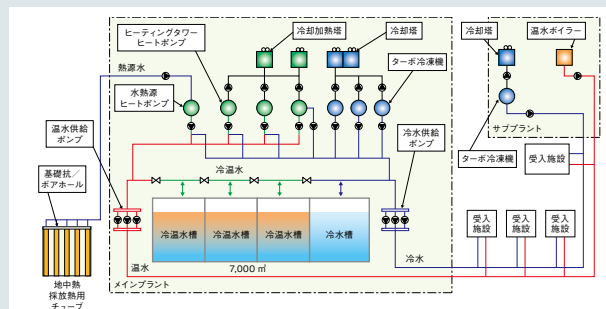 ヒーティングタワー
ヒートポンプ
冷却加熱塔
冷却塔
冷却塔
温水ボイラー
熱源水
水熱源
ヒートポンプ
ターボ冷凍機
サブプラント
ターボ冷凍機
温水供給
ポンプ
冷水供給
ポンプ
受入施設
冷温水
基礎抗／
ボアホール
受入
施設
受入
施設
受入
施設
冷温水槽
冷温水槽
冷温水槽
冷水槽
温水
7,000㎥
冷水
地中熱
採放熱用
チューブ
メインプラント